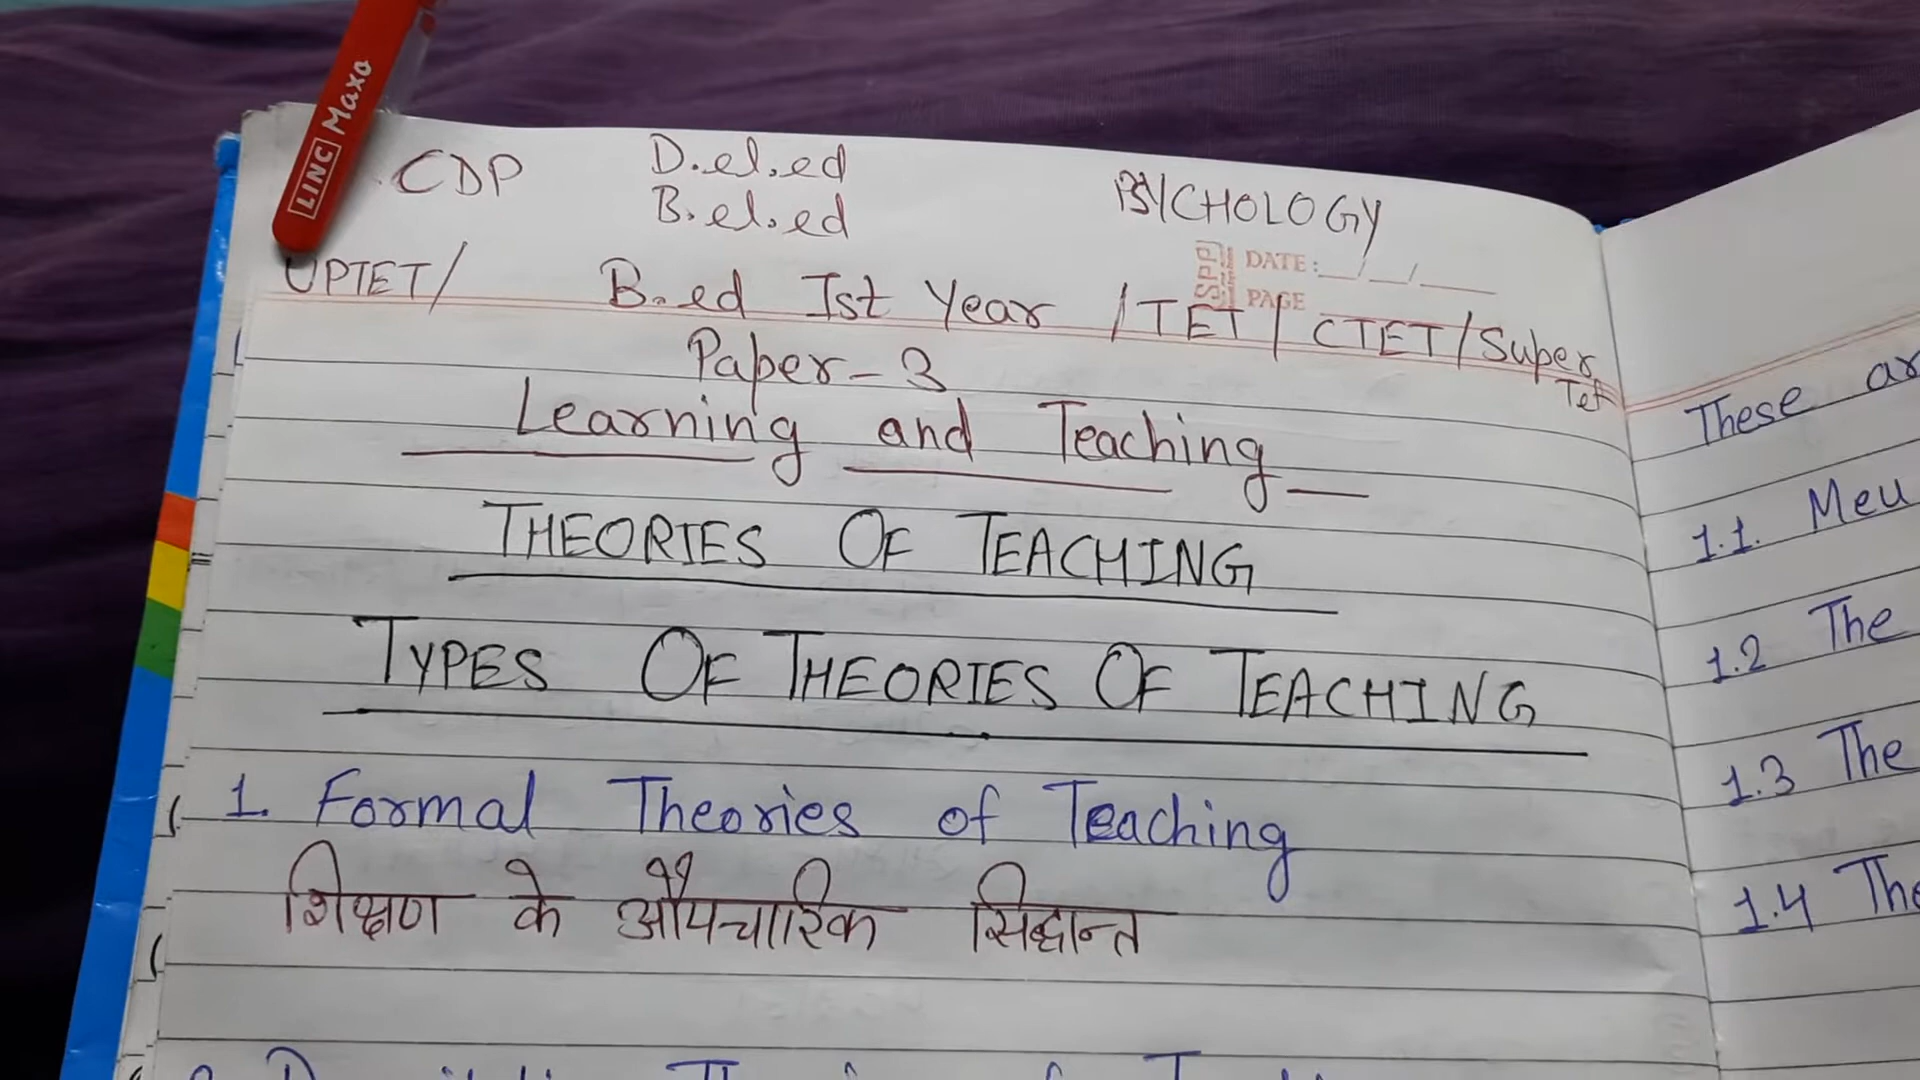 LINC Maxo
CDP D.el.ed PSYCHOLOGY
B.el.ed
DATE:
PAGE
UPTET/ B.ed Ist Year /TET/ CTET/Super Tet
Paper-3
Learning and Teaching
THEORIES OF TEACHING
TYPES OF THEORIES OF TEACHING
1. Formal Theories of Teaching
शिक्षण के औपचारिक सिद्धान्त
These
1.1.
1.2 The
1.3 The
1.4